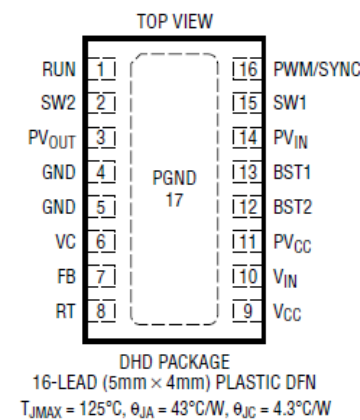 TOP VIEW
RUN 1 16 PWM/SYNC
SW2 2 15 SW1
PVOUT 3 14 PVIN
GND 4 13 BST1
GND 5 PGND 17 12 BST2
VC 6 11 PVCC
FB 7 10 VIN
RT 8 9 VCC
DHD PACKAGE
16-LEAD (5mm × 4mm) PLASTIC DFN
TJMAX = 125°C, θJA = 43°C/W, θJC = 4.3°C/W